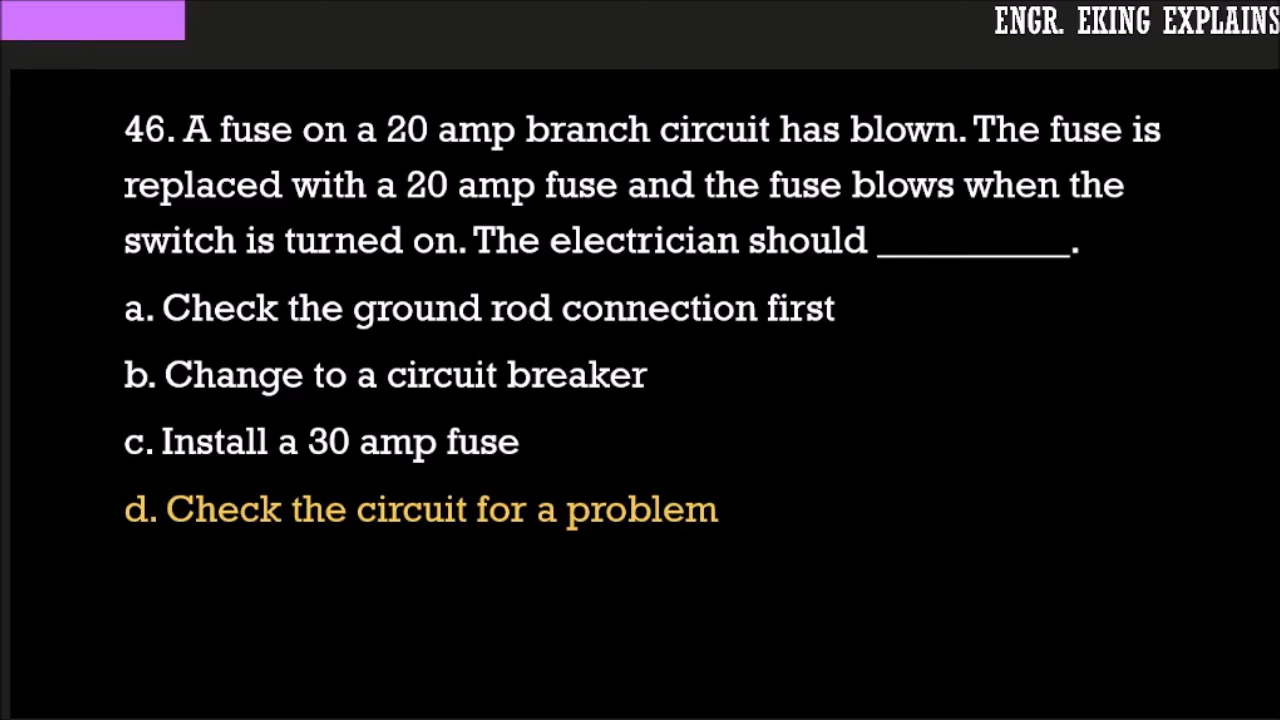 ENGR. EKING EXPLAINS
46. A fuse on a 20 amp branch circuit has blown. The fuse is
replaced with a 20 amp fuse and the fuse blows when the
switch is turned on. The electrician should __________.
a. Check the ground rod connection first
b. Change to a circuit breaker
c. Install a 30 amp fuse
d. Check the circuit for a problem